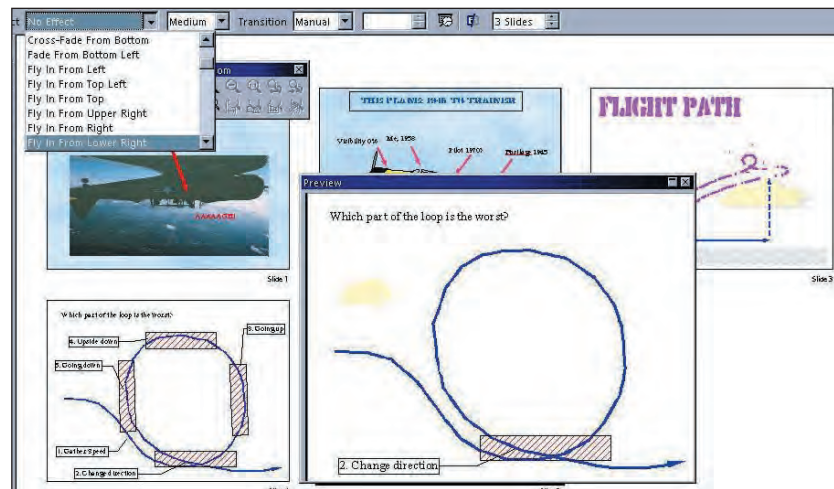 No Effect
Medium
Transition
Manual
3 Slides
Cross-Fade From Bottom
Fade From Bottom Left
Fly In From Left
Fly In From Top Left
Fly In From Top
Fly In From Upper Right
Fly In From Right
Fly In From Lower Right
AAAAAGHH
Slide 1
THIS PLANE
Me, 1958
FLIGHT PATH
Slide 3
Preview
Which part of the loop is the worst?
2. Change direction
Which part of the loop is the worst?
4. Upside down
3. Going up
5. Going down
1. Gather Speed
2. Change direction